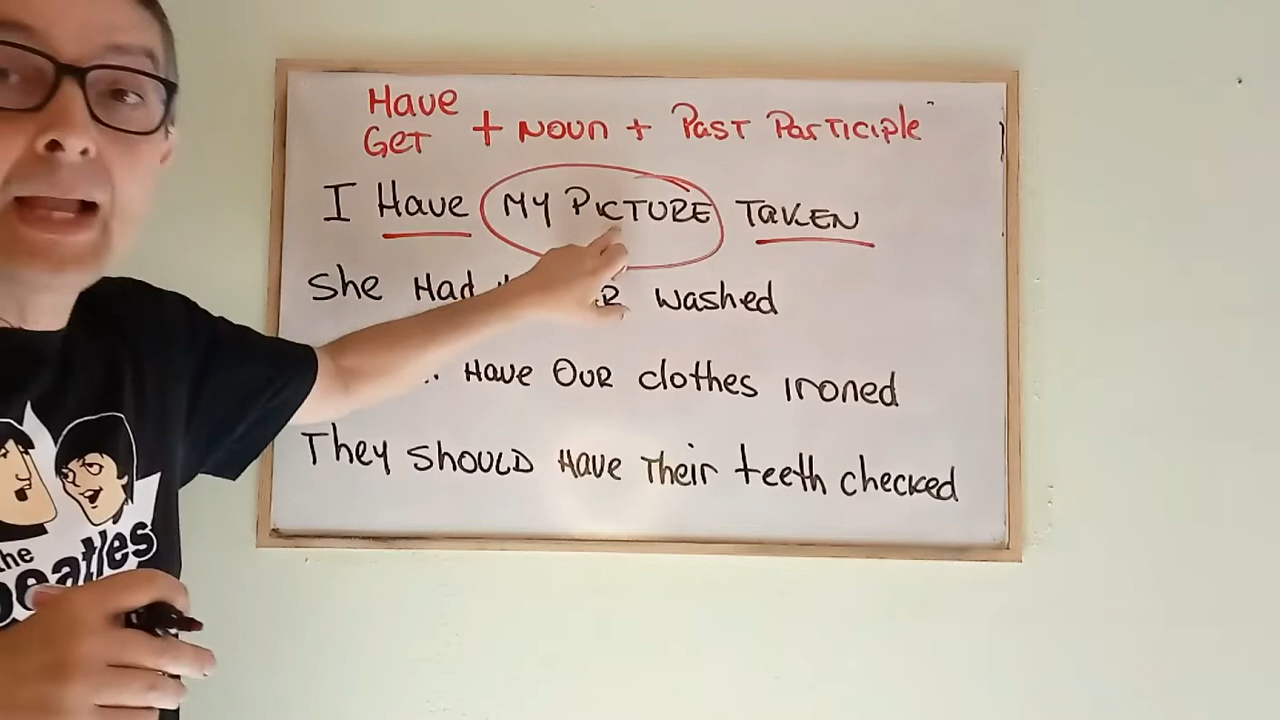 Have
Get + Noun + Past Participle
I Have My Picture Taken
She Had washed
Have Our clothes ironed
They should Have Their teeth checked
the
Beatles